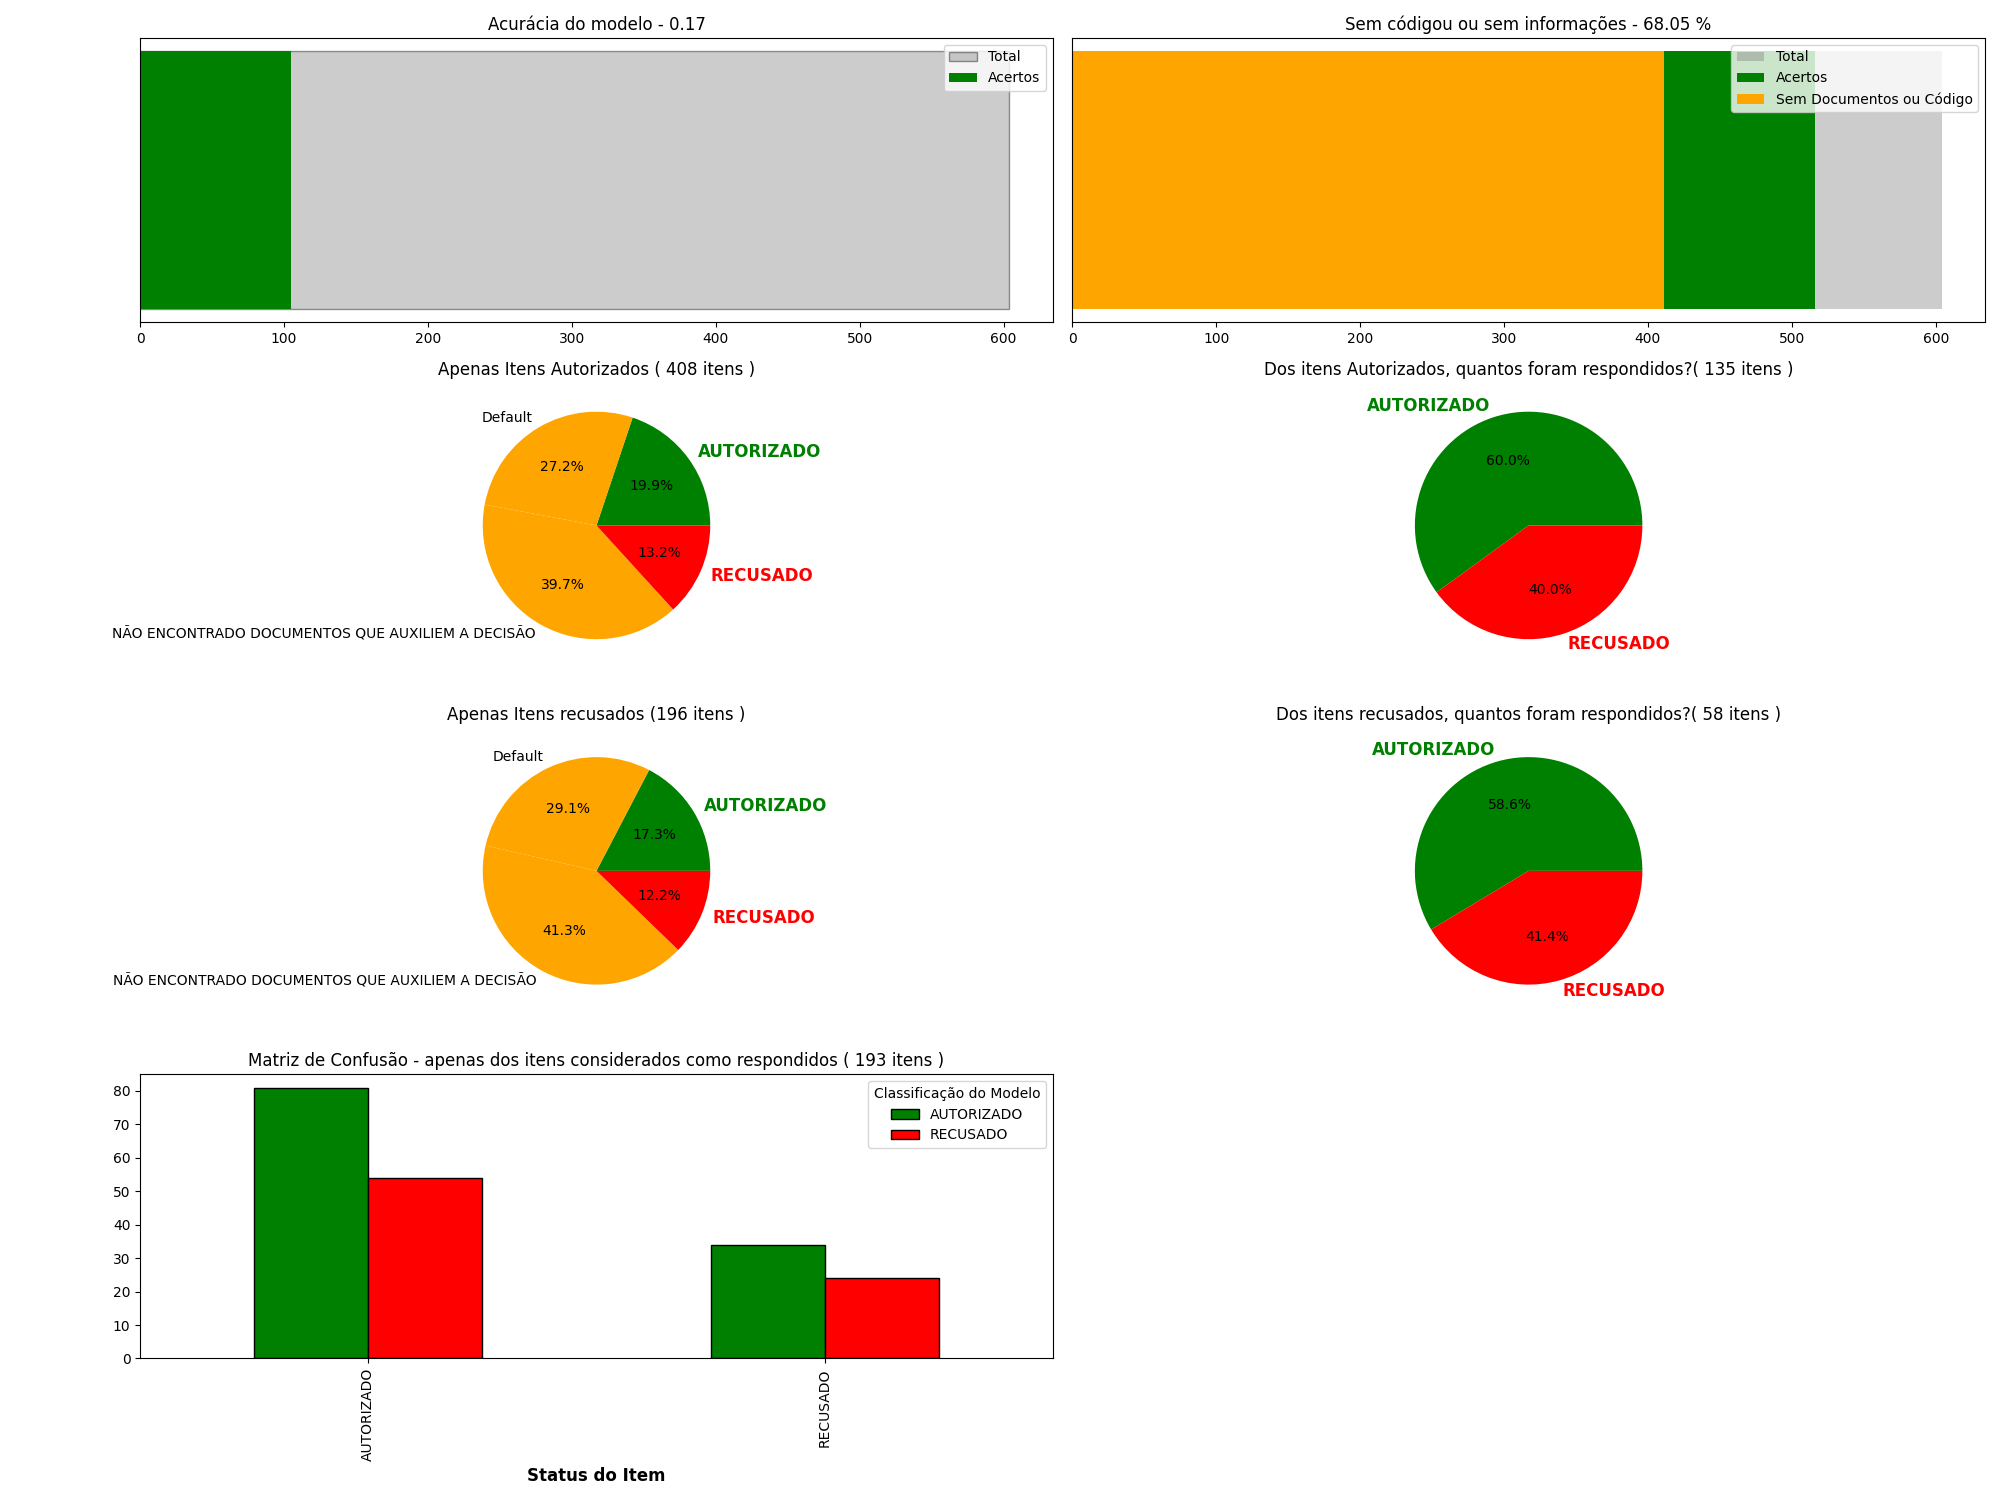 Acurácia do modelo - 0.17
Total
Acertos
0 100 200 300 400 500 600
Sem códigou ou sem informações - 68.05 %
Total
Acertos
Sem Documentos ou Código
0 100 200 300 400 500 600
Apenas Itens Autorizados ( 408 itens )
Default
AUTORIZADO
27.2%
19.9%
13.2%
RECUSADO
39.7%
NÃO ENCONTRADO DOCUMENTOS QUE AUXILIEM A DECISÃO
Dos itens Autorizados, quantos foram respondidos?( 135 itens )
AUTORIZADO
60.0%
40.0%
RECUSADO
Apenas Itens recusados (196 itens )
Default
AUTORIZADO
29.1%
17.3%
12.2%
RECUSADO
41.3%
NÃO ENCONTRADO DOCUMENTOS QUE AUXILIEM A DECISÃO
Dos itens recusados, quantos foram respondidos?( 58 itens )
AUTORIZADO
58.6%
41.4%
RECUSADO
Matriz de Confusão - apenas dos itens considerados como respondidos ( 193 itens )
Classificação do Modelo
AUTORIZADO
RECUSADO
80
70
60
50
40
30
20
10
0
AUTORIZADO
RECUSADO
Status do Item